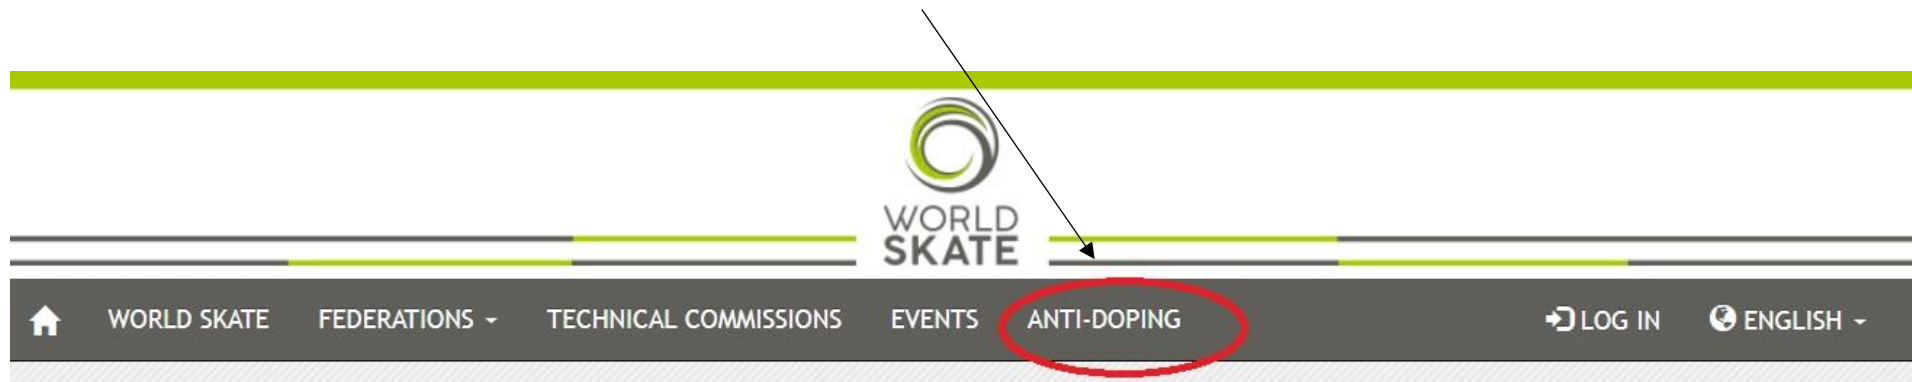 WORLD
SKATE
WORLD SKATE FEDERATIONS TECHNICAL COMMISSIONS EVENTS ANTI-DOPING LOG IN ENGLISH